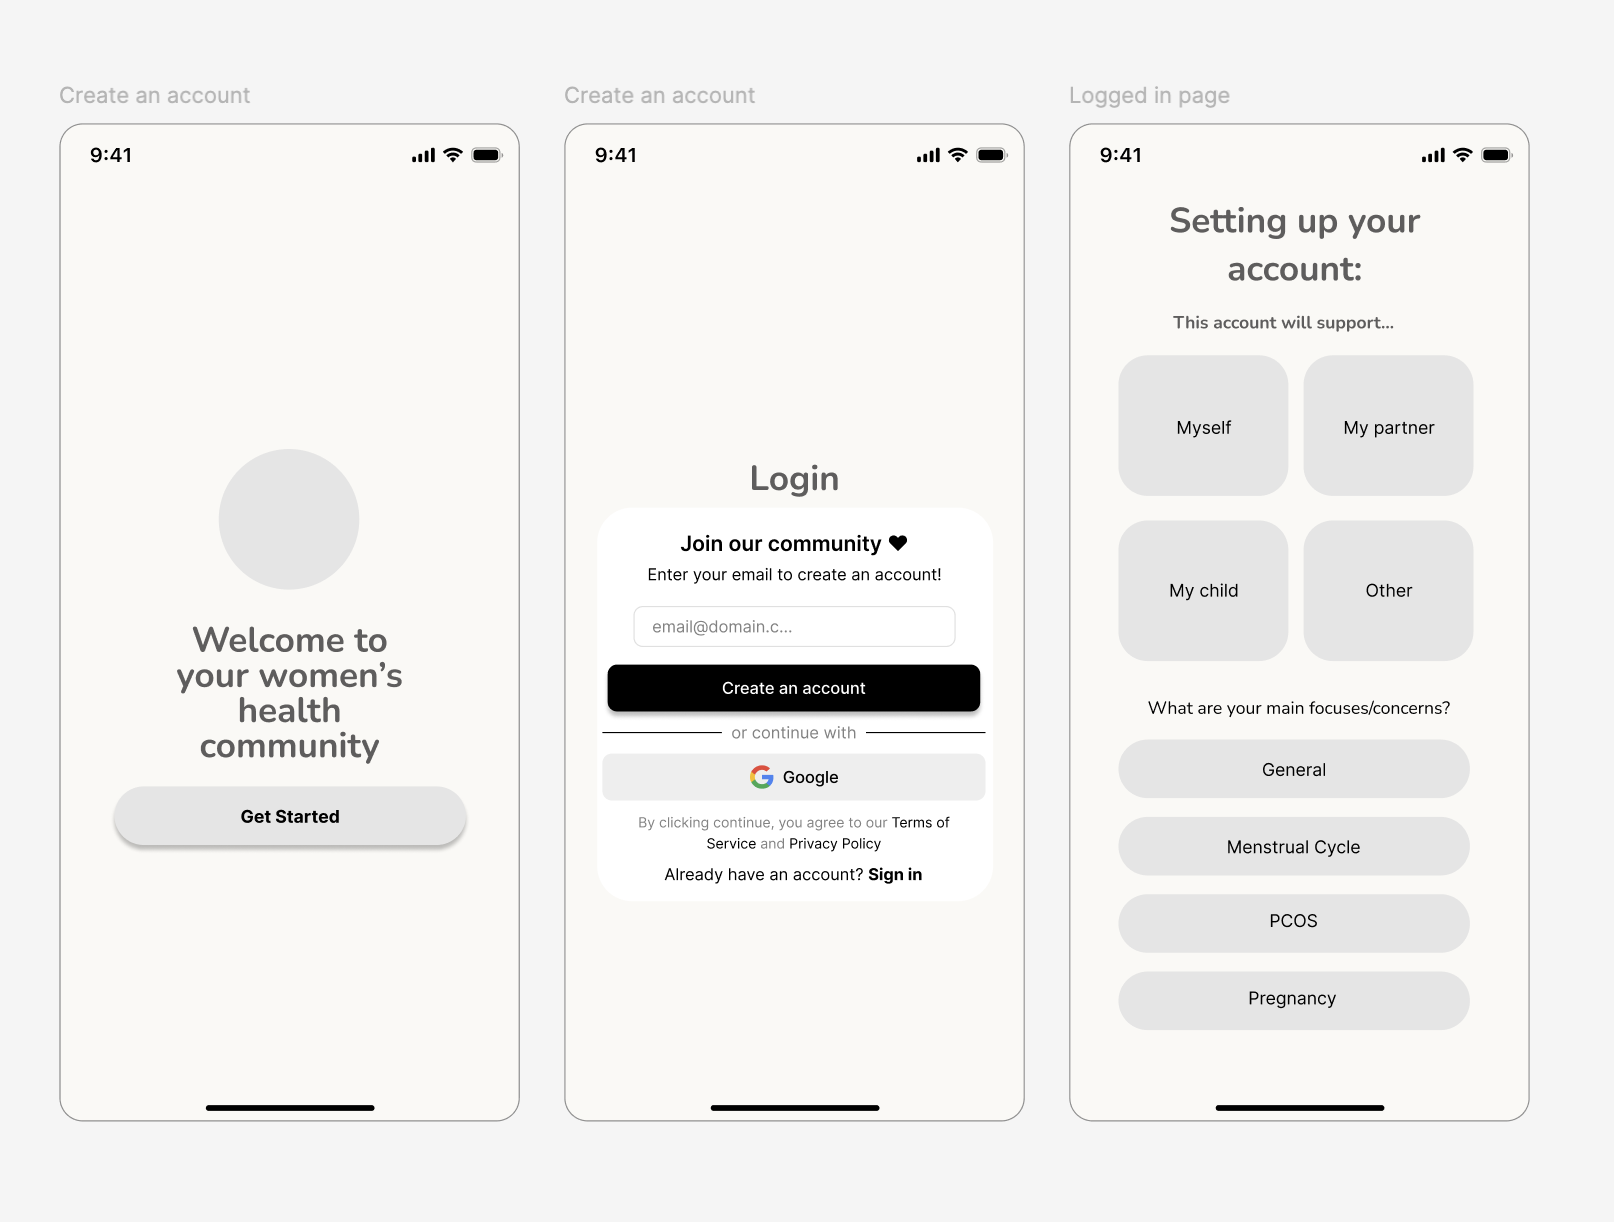 Create an account
9:41
Welcome to
your women’s
health
community
Get Started
Create an account
9:41
Login
Join our community ♥
Enter your email to create an account!
email@domain.c...
Create an account
or continue with
Google
By clicking continue, you agree to our Terms of
Service and Privacy Policy
Already have an account? Sign in
Logged in page
9:41
Setting up your
account:
This account will support...
Myself
My partner
My child
Other
What are your main focuses/concerns?
General
Menstrual Cycle
PCOS
Pregnancy